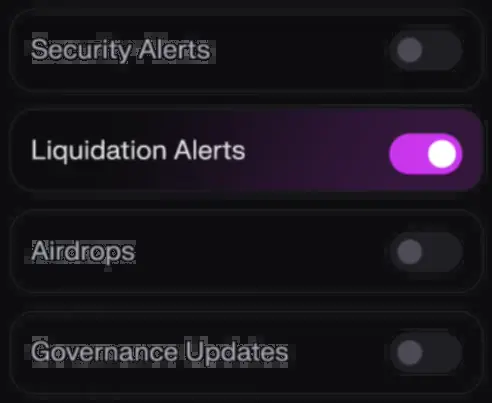 Security Alerts
Liquidation Alerts
Airdrops
Governance Updates